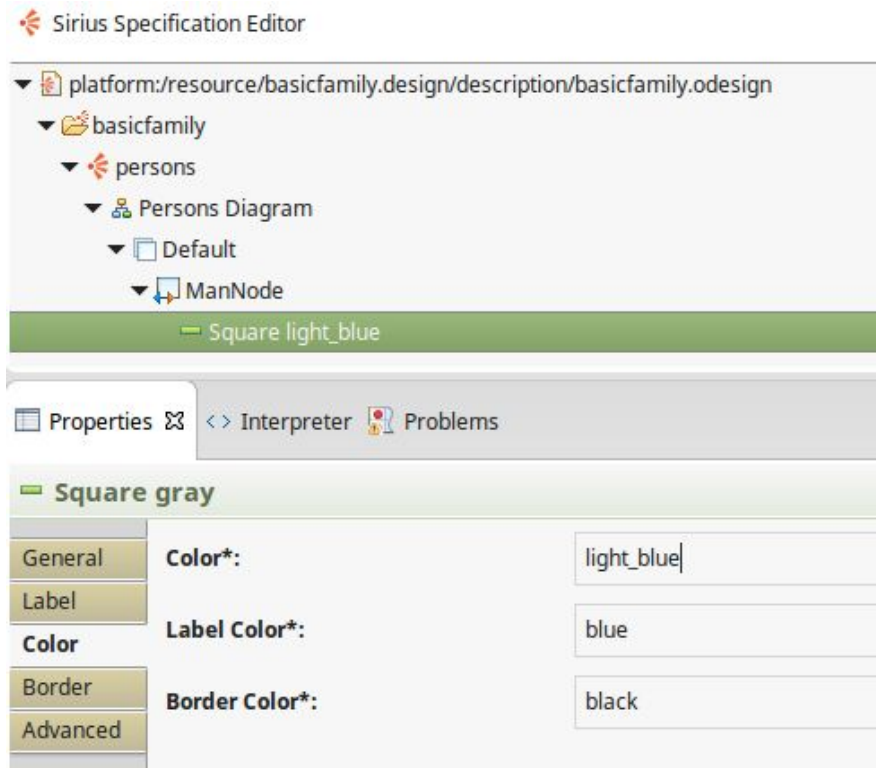 Sirius Specification Editor
platform:/resource/basicfamily.design/description/basicfamily.odesign
basicfamily
persons
Persons Diagram
Default
ManNode
Square light_blue
Properties Interpreter Problems
Square gray
General Color*: light_blue
Label
Label Color*: blue
Color
Border
Border Color*: black
Advanced